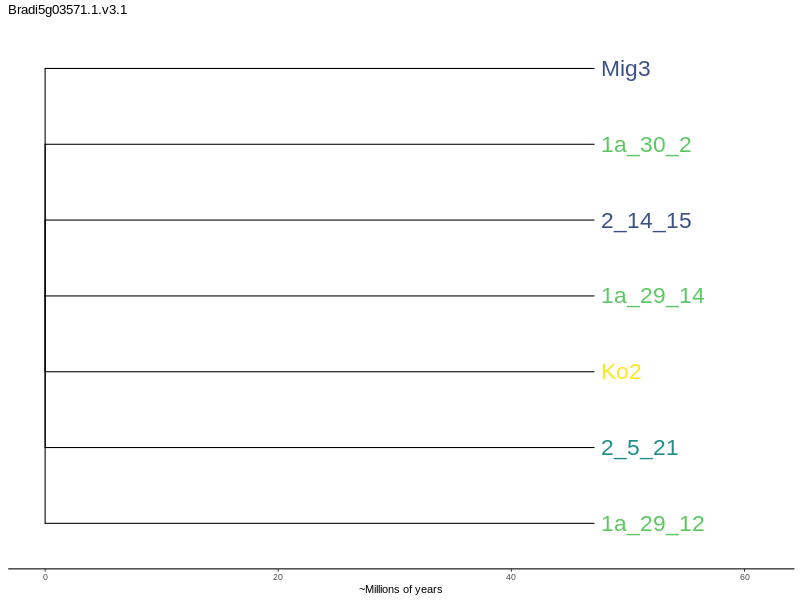 Bradi5g03571.1.v3.1
Mig3
1a_30_2
2_14_15
1a_29_14
Ko2
2_5_21
1a_29_12
0 20 40 60
~Millions of years